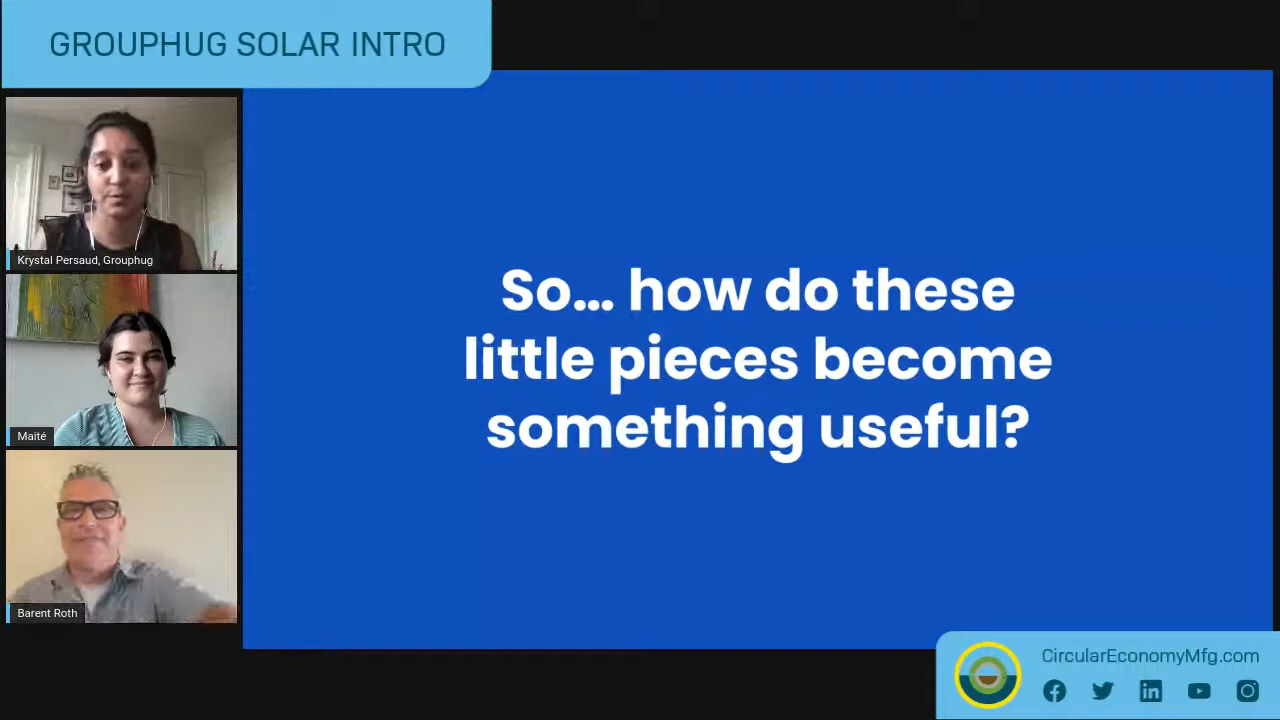 GROUPHUG SOLAR INTRO
Krystal Persaud, Grouphug
Maité
Barent Roth
So... how do these
little pieces become
something useful?
CircularEconomyMfg.com